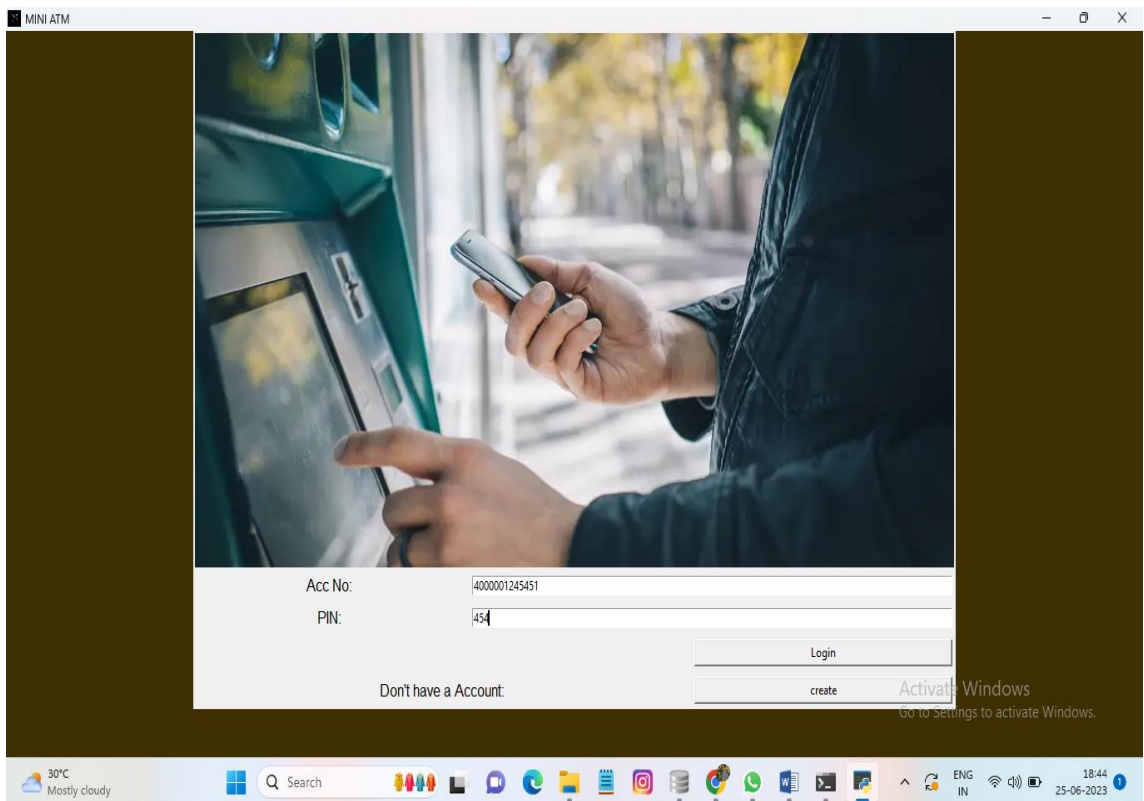 MINI ATM
Acc No:
4000001245451
PIN:
454
Login
Don't have a Account:
create
Activate Windows
Go to Settings to activate Windows.
30°C
Mostly cloudy
Search
ENG
IN
18:44
25-06-2023
1